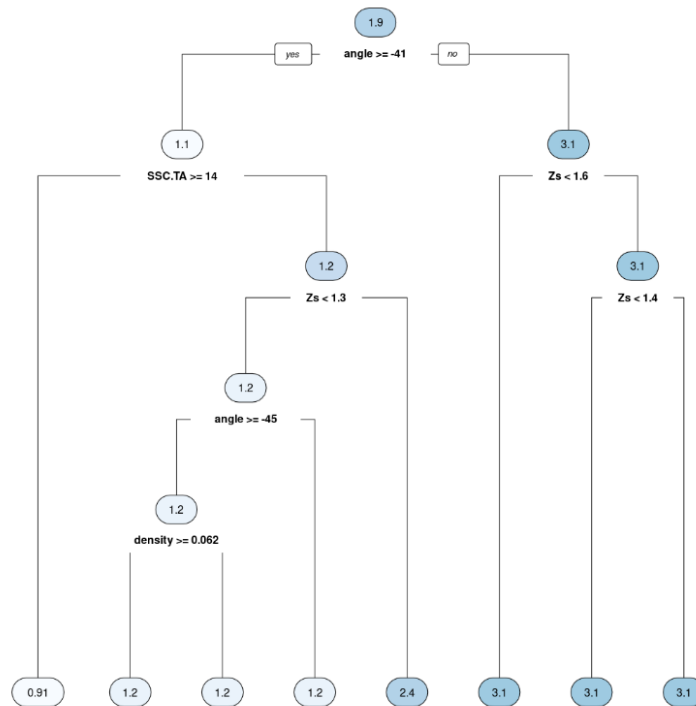 1.9
yes angle >= -41 no
1.1 3.1
SSC.TA >= 14 Zs < 1.6
1.2 3.1
Zs < 1.3 Zs < 1.4
1.2
angle >= -45
1.2
density >= 0.062
0.91 1.2 1.2 1.2 2.4 3.1 3.1 3.1